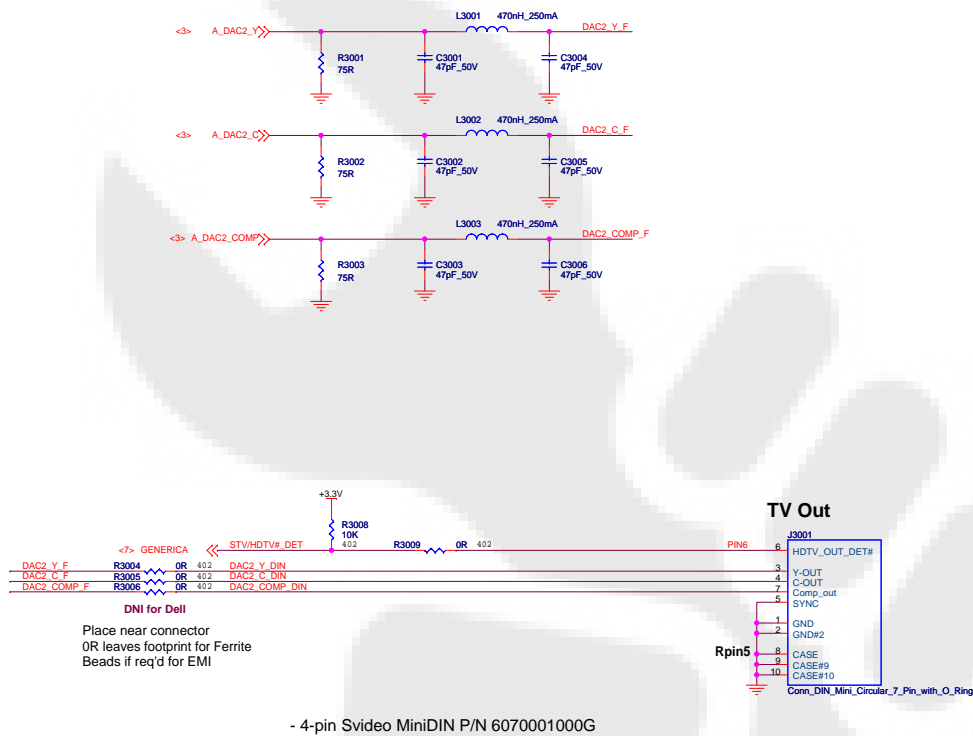 L3001 470nH_250mA
<3> A_DAC2_Y DAC2_Y_F
R3001
75R
C3001
47pF_50V
C3004
47pF_50V
L3002 470nH_250mA
<3> A_DAC2_C DAC2_C_F
R3002
75R
C3002
47pF_50V
C3005
47pF_50V
L3003 470nH_250mA
<3> A_DAC2_COMP DAC2_COMP_F
R3003
75R
C3003
47pF_50V
C3006
47pF_50V
+3.3V
R3008
10K
402
TV Out
J3001
<7> GENERICA STV/HDTV#_DET R3009 0R 402 PIN6 6 HDTV_OUT_DET#
DAC2_Y_F R3004 0R 402 DAC2_Y_DIN 3 Y-OUT
DAC2_C_F R3005 0R 402 DAC2_C_DIN 4 C-OUT
DAC2_COMP_F R3006 0R 402 DAC2_COMP_DIN 7 Comp_out
5 SYNC
DNI for Dell
1 GND
2 GND#2
Place near connector
0R leaves footprint for Ferrite
Beads if req'd for EMI
Rpin5
8 CASE
9 CASE#9
10 CASE#10
Conn_DIN_Mini_Circular_7_Pin_with_O_Ring
- 4-pin Svideo MiniDIN P/N 6070001000G